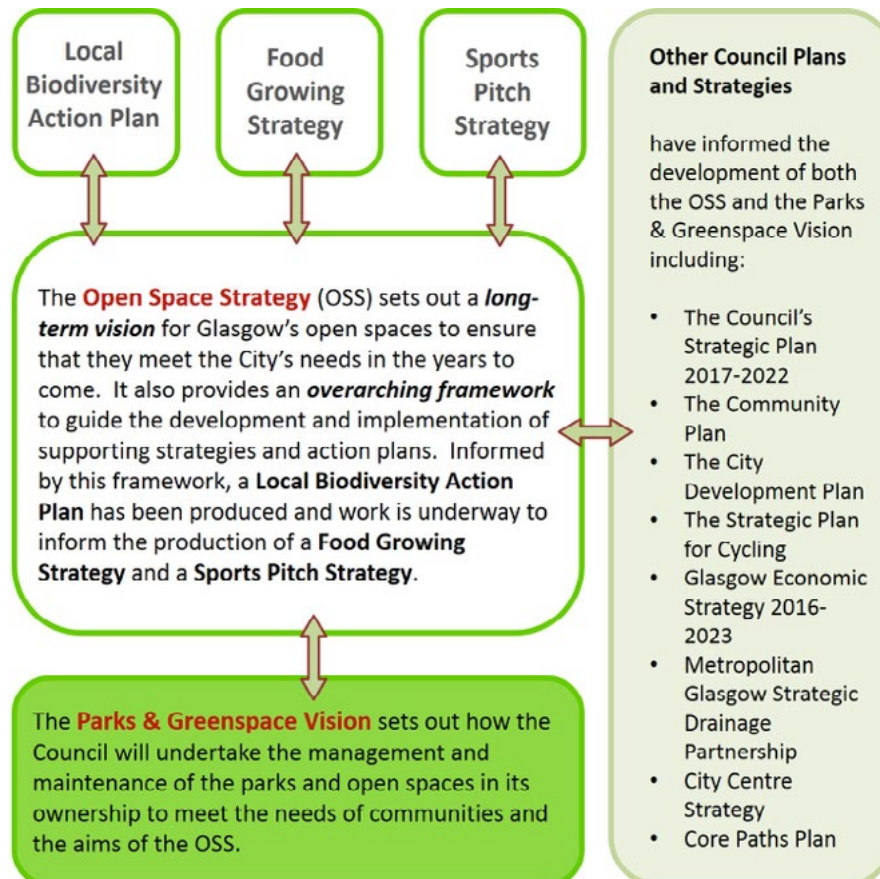 Local
Biodiversity
Action Plan
Food
Growing
Strategy
Sports
Pitch
Strategy
The Open Space Strategy (OSS) sets out a long-
term vision for Glasgow's open spaces to ensure
that they meet the City's needs in the years to
come. It also provides an overarching framework
to guide the development and implementation of
supporting strategies and action plans. Informed
by this framework, a Local Biodiversity Action
Plan has been produced and work is underway to
inform the production of a Food Growing
Strategy and a Sports Pitch Strategy.
The Parks & Greenspace Vision sets out how the
Council will undertake the management and
maintenance of the parks and open spaces in its
ownership to meet the needs of communities and
the aims of the OSS.
Other Council Plans
and Strategies
have informed the
development of both
the OSS and the Parks
& Greenspace Vision
including:
• The Council's
Strategic Plan
2017-2022
• The Community
Plan
• The City
Development Plan
• The Strategic Plan
for Cycling
• Glasgow Economic
Strategy 2016-
2023
• Metropolitan
Glasgow Strategic
Drainage
Partnership
• City Centre
Strategy
• Core Paths Plan